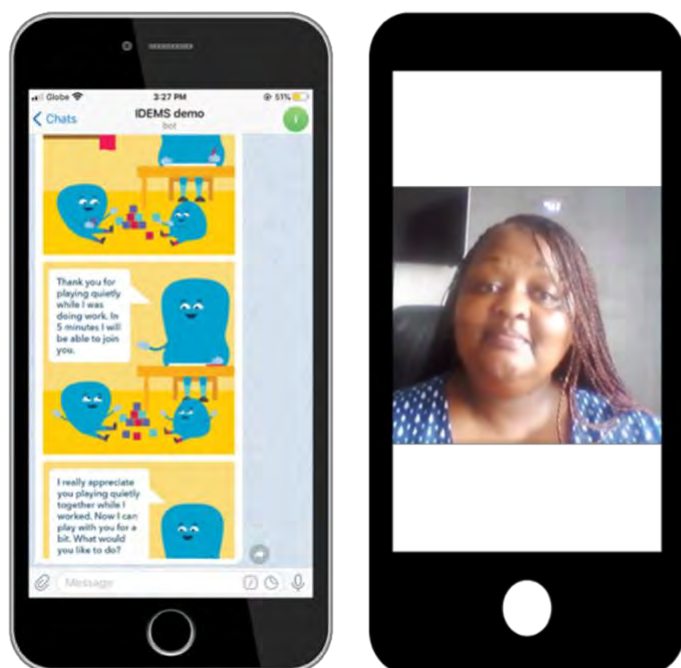 Globe
3:27 PM
51%
Chats
IDEMS demo
bot
Thank you for
playing quietly
while I was
doing work. In
5 minutes I will
be able to join
you.
I really appreciate
you playing quietly
together while I
worked. Now I can
play with you for a
bit. What would
you like to do?
Message